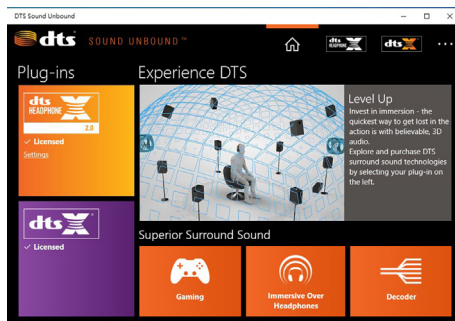 DTS Sound Unbound
dts SOUND UNBOUND™
dts HEADPHONE X
dts X
Plug-ins
Experience DTS
dts
HEADPHONE X
2.0
Licensed
Settings
dts X
Licensed
Level Up
Invest in immersion - the
quickest way to get lost in the
action is with believable, 3D
audio.
Explore and purchase DTS
surround sound technologies
by selecting your plug-in on
the left.
Superior Surround Sound
Gaming
Immersive Over
Headphones
Decoder